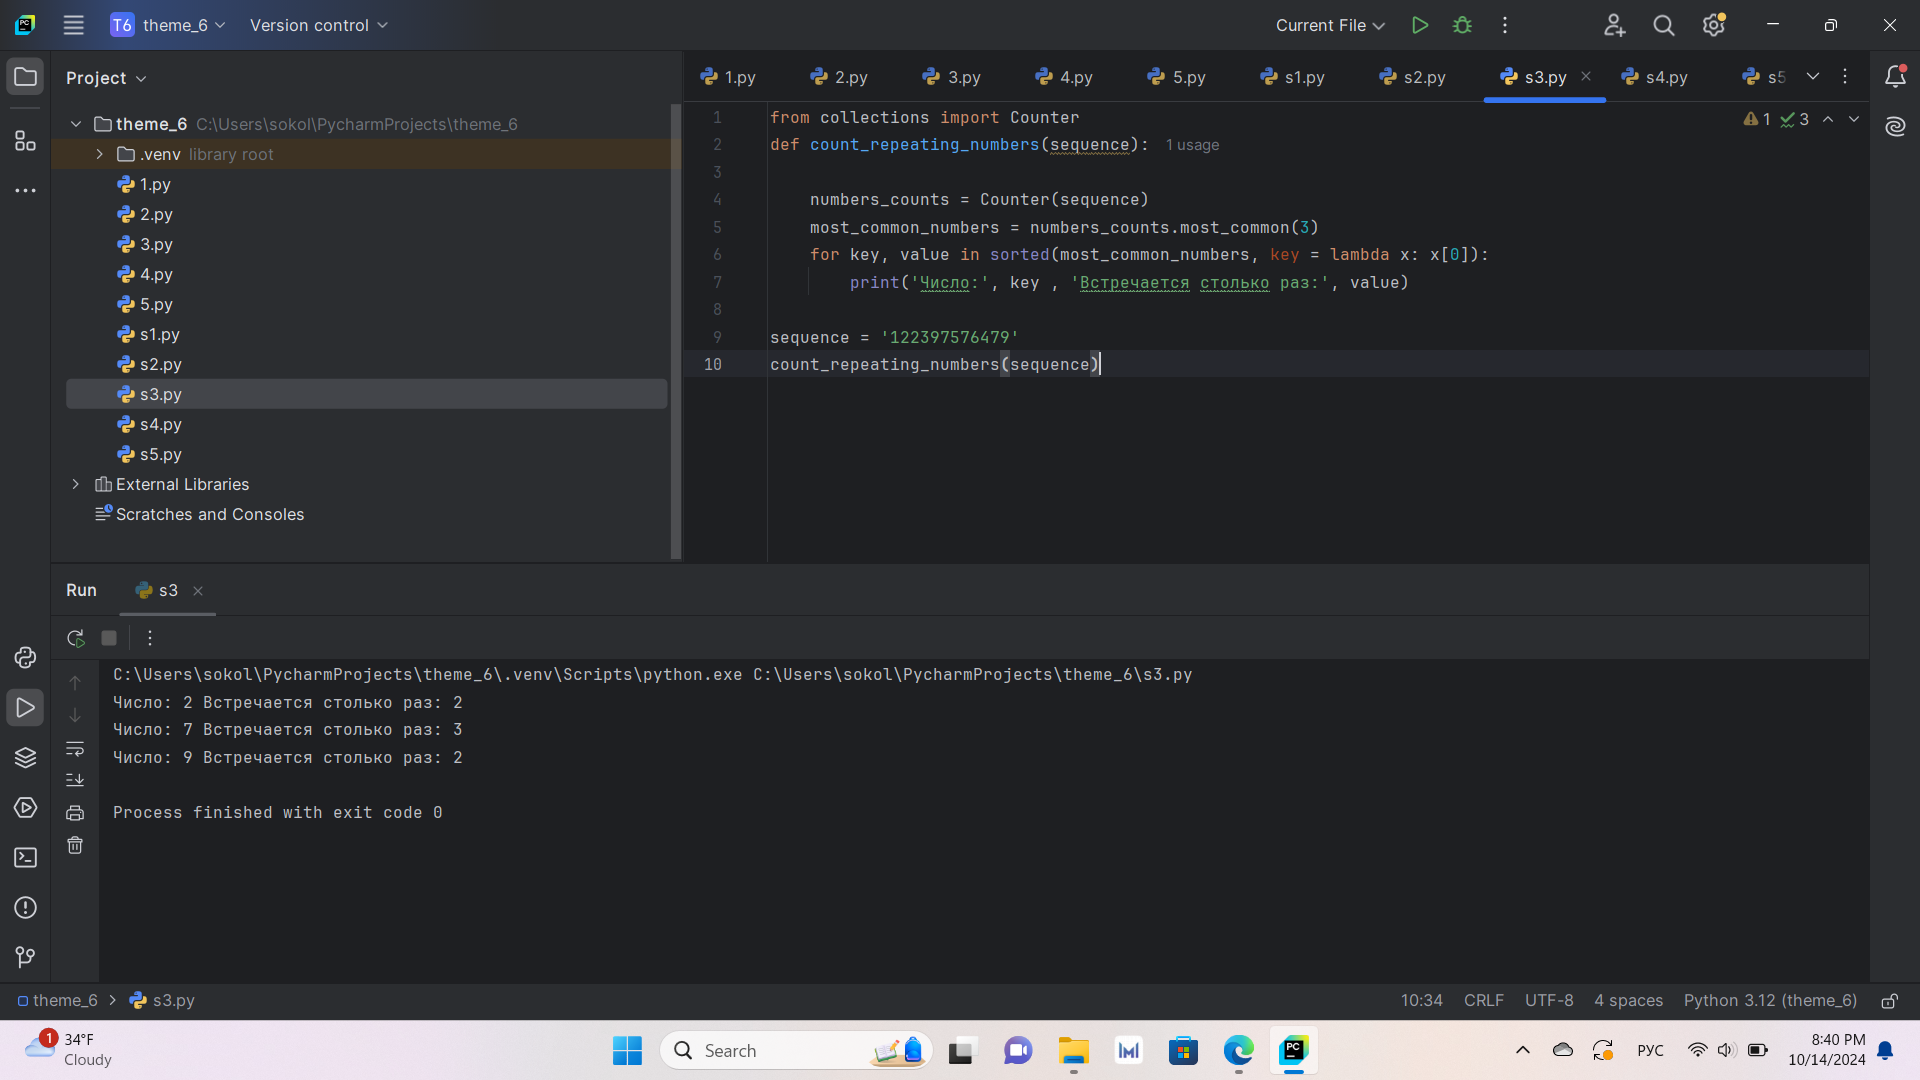 PC
T6 theme_6 Version control Current File
Project
1.py 2.py 3.py 4.py 5.py s1.py s2.py s3.py s4.py s5
theme_6 C:\Users\sokol\PycharmProjects\theme_6
.venv library root
1.py
2.py
3.py
4.py
5.py
s1.py
s2.py
s3.py
s4.py
s5.py
External Libraries
Scratches and Consoles
1 from collections import Counter
1 3
2 def count_repeating_numbers(sequence): 1 usage
3
4 numbers_counts = Counter(sequence)
5 most_common_numbers = numbers_counts.most_common(3)
6 for key, value in sorted(most_common_numbers, key = lambda x: x[0]):
7 print('Число:', key , 'Встречается столько раз:', value)
8
9 sequence = '122397576479'
10 count_repeating_numbers(sequence)
Run s3
C:\Users\sokol\PycharmProjects\theme_6\.venv\Scripts\python.exe C:\Users\sokol\PycharmProjects\theme_6\s3.py
Число: 2 Встречается столько раз: 2
Число: 7 Встречается столько раз: 3
Число: 9 Встречается столько раз: 2
Process finished with exit code 0
theme_6 s3.py 10:34 CRLF UTF-8 4 spaces Python 3.12 (theme_6)
1 34°F
Cloudy
Search
PC
РУС
8:40 PM
10/14/2024